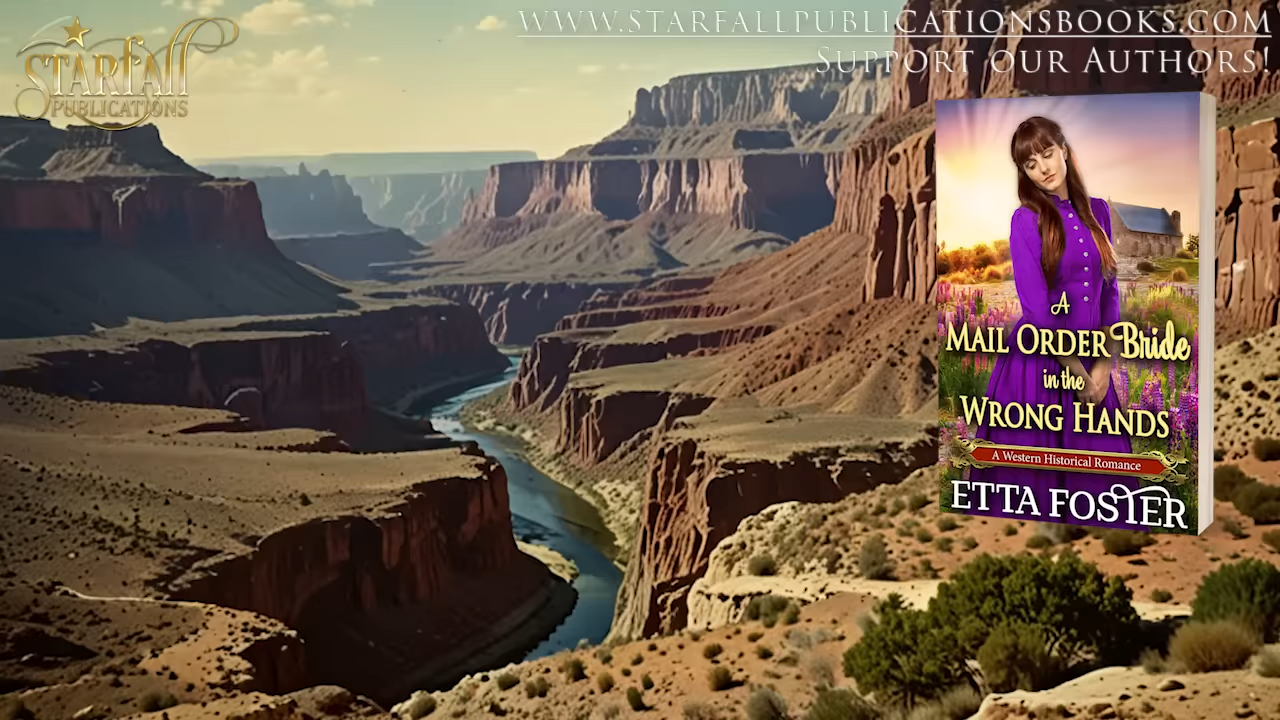 STARfAll
PUBLICATIONS
WWW.STARFALLPUBLICATIONSBOOKS.COM
SUPPORT OUR AUTHORS!
A
MAIL ORDER Bride
in the
WRONG HANDS
A Western Historical Romance
ETTA FOSTER